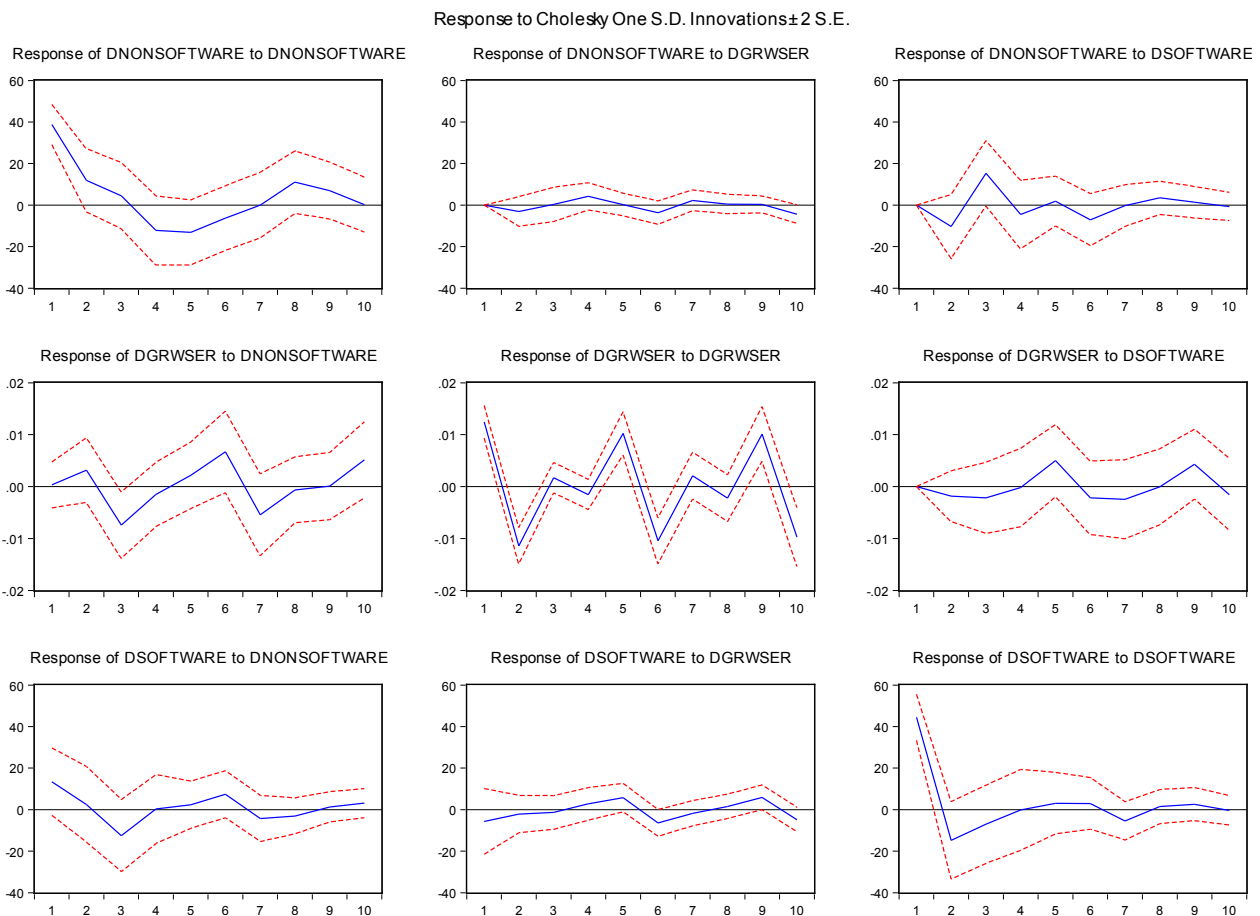 Response to Cholesky One S.D. Innovations ± 2 S.E.
Response of DNONSOFTWARE to DNONSOFTWARE
60
40
20
0
-20
-40
1 2 3 4 5 6 7 8 9 10
Response of DNONSOFTWARE to DGRWSER
60
40
20
0
-20
-40
1 2 3 4 5 6 7 8 9 10
Response of DNONSOFTWARE to DSOFTWARE
60
40
20
0
-20
-40
1 2 3 4 5 6 7 8 9 10
Response of DGRWSER to DNONSOFTWARE
.02
.01
.00
-.01
-.02
1 2 3 4 5 6 7 8 9 10
Response of DGRWSER to DGRWSER
.02
.01
.00
-.01
-.02
1 2 3 4 5 6 7 8 9 10
Response of DGRWSER to DSOFTWARE
.02
.01
.00
-.01
-.02
1 2 3 4 5 6 7 8 9 10
Response of DSOFTWARE to DNONSOFTWARE
60
40
20
0
-20
-40
1 2 3 4 5 6 7 8 9 10
Response of DSOFTWARE to DGRWSER
60
40
20
0
-20
-40
1 2 3 4 5 6 7 8 9 10
Response of DSOFTWARE to DSOFTWARE
60
40
20
0
-20
-40
1 2 3 4 5 6 7 8 9 10